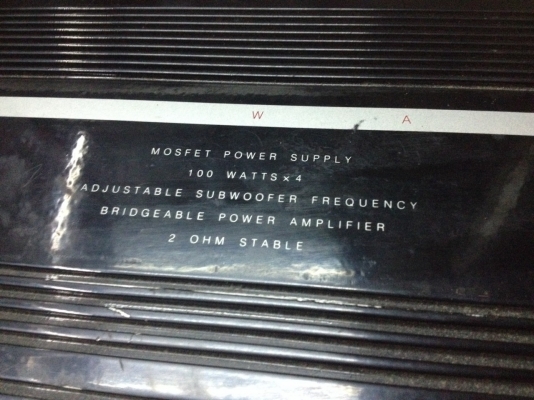 W A
MOSFET POWER SUPPLY
100 WATTS×4
ADJUSTABLE SUBWOOFER FREQUENCY
BRIDGEABLE POWER AMPLIFIER
2 OHM STABLE